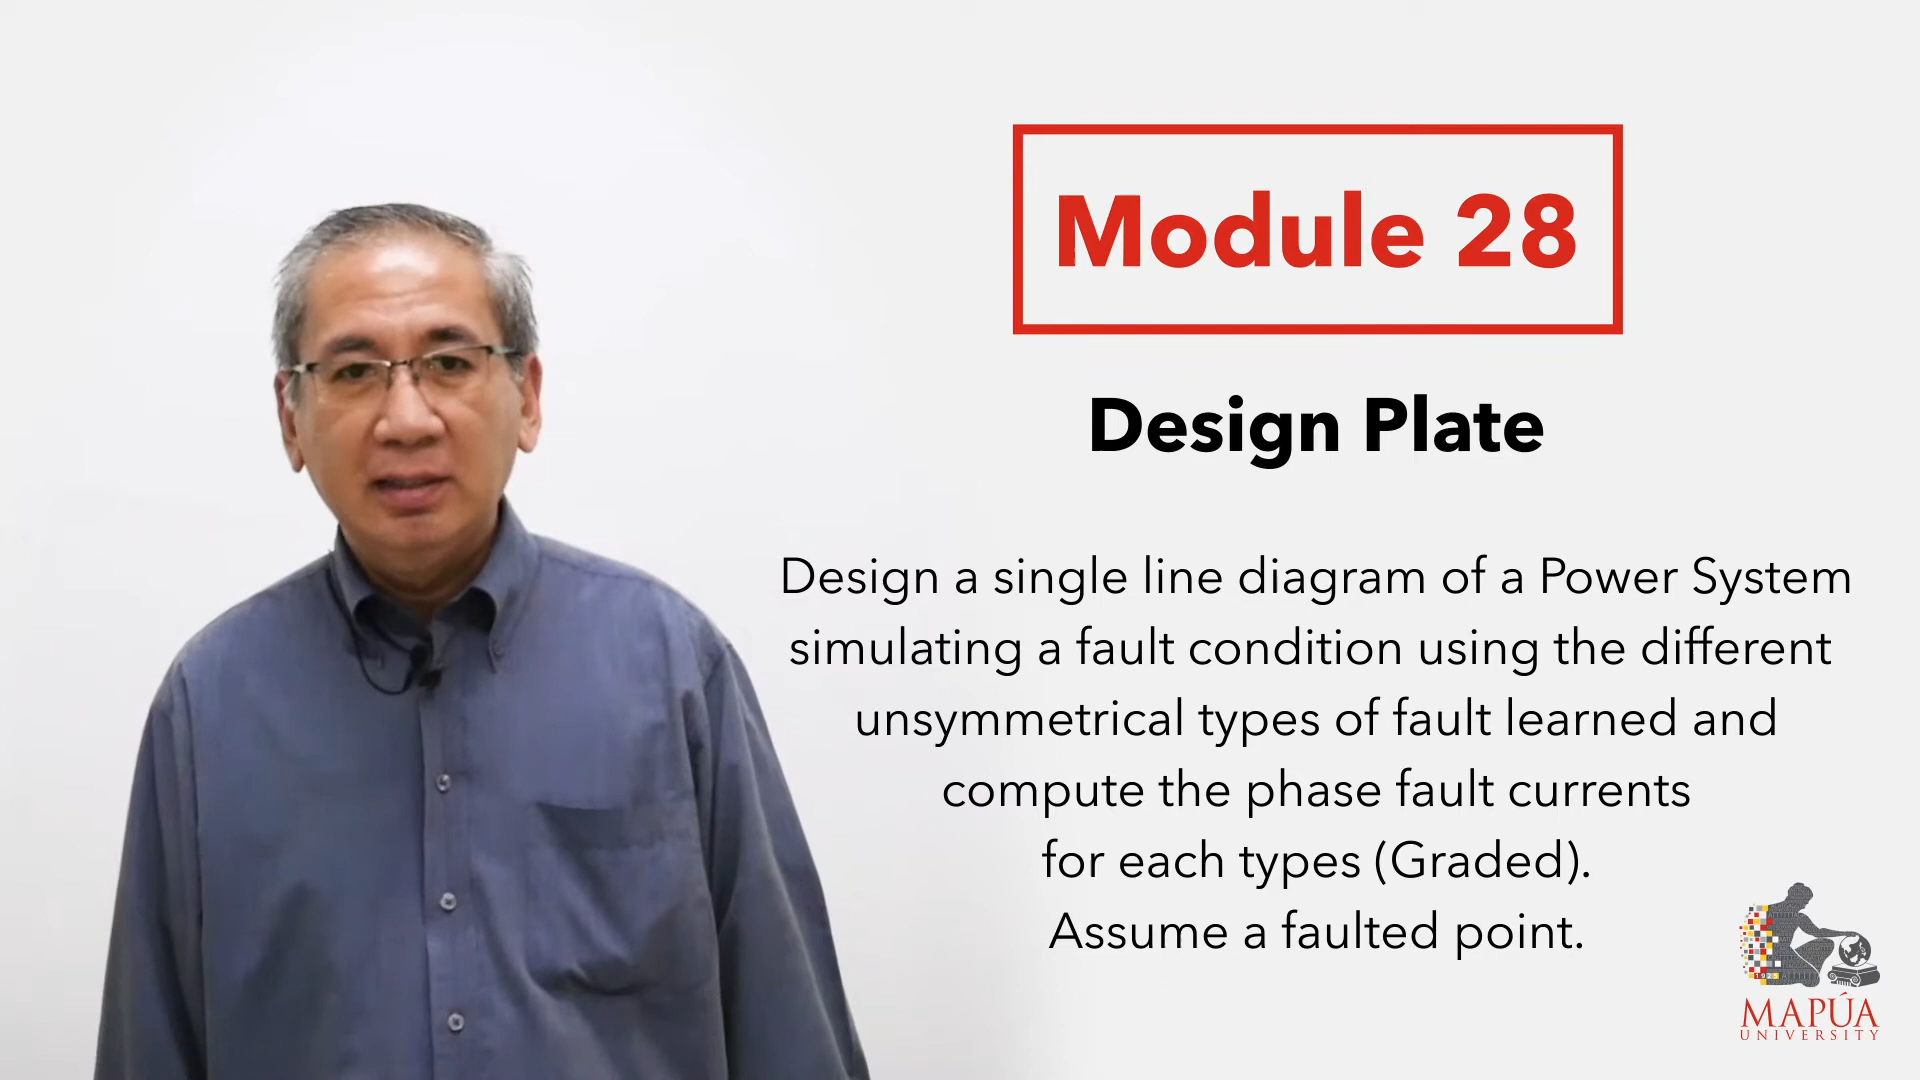 Module 28
Design Plate
Design a single line diagram of a Power System
simulating a fault condition using the different
unsymmetrical types of fault learned and
compute the phase fault currents
for each types (Graded).
Assume a faulted point.
1925
MAPÚA
UNIVERSITY